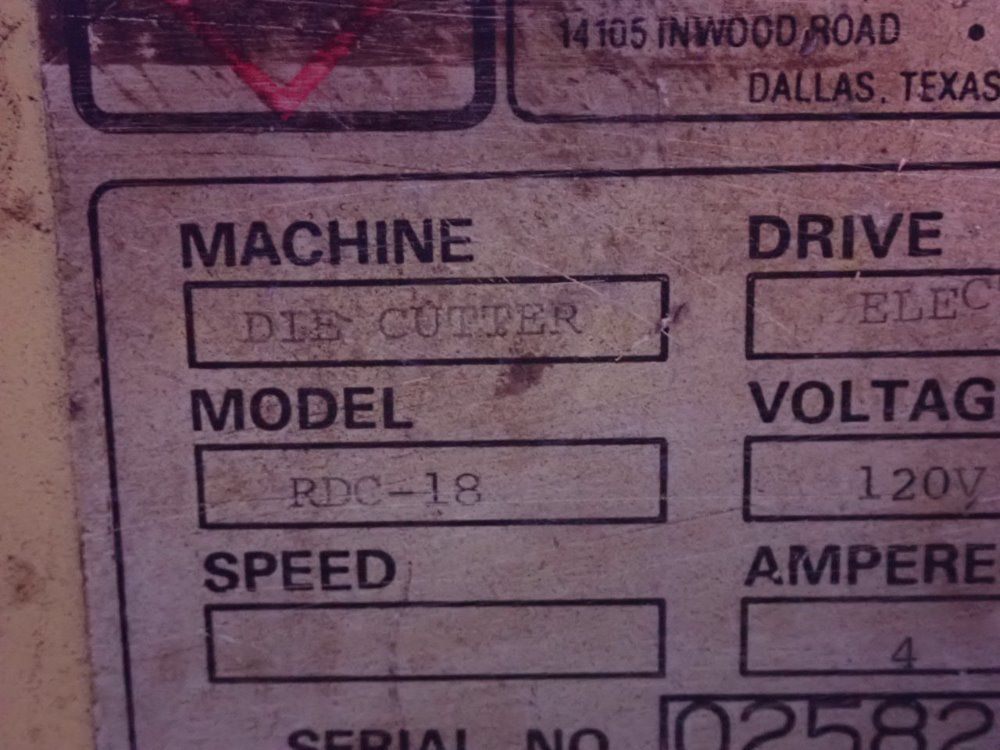 14105 INWOOD ROAD •
DALLAS, TEXAS
MACHINE DRIVE
DIE CUTTER ELEC
MODEL VOLTAG
RDC-18 120V
SPEED AMPERE
4
SERIAL NO 02582